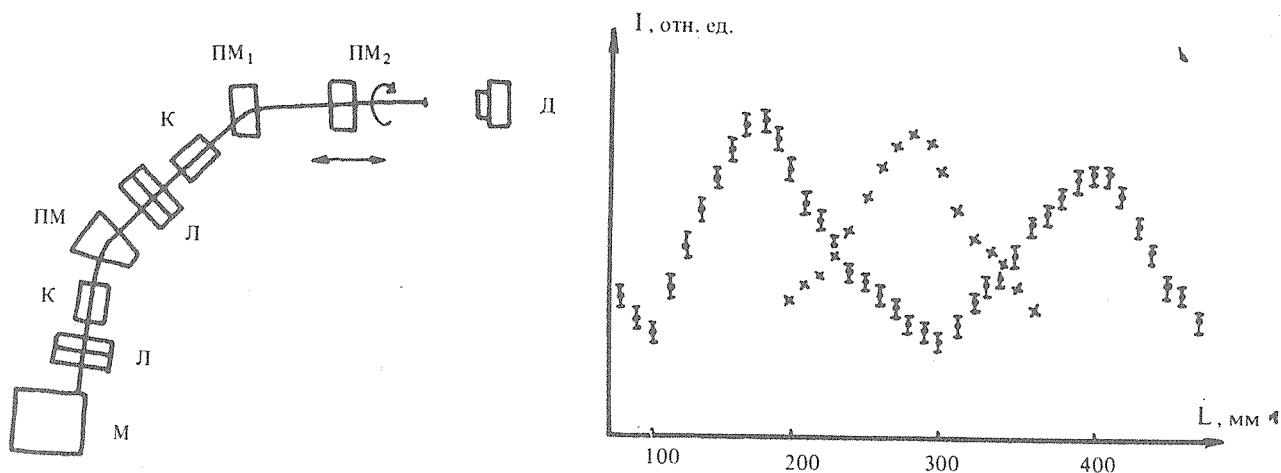 ПМ₁
ПМ₂
Д
К
Л
ПМ
К
Л
М
I, отн. ед.
L, мм
100
200
300
400